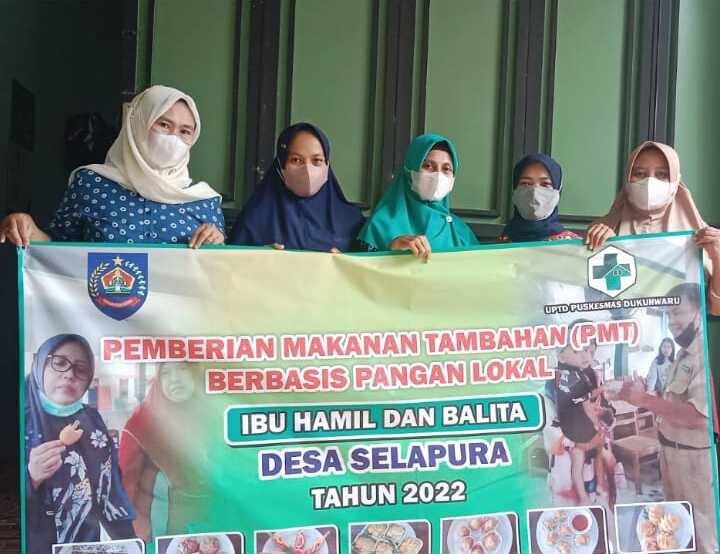 UPTD PUSKESMAS DUKUHWARU
PEMBERIAN MAKANAN TAMBAHAN (PMT)
BERBASIS PANGAN LOKAL
IBU HAMIL DAN BALITA
DESA SELAPURA
TAHUN 2022